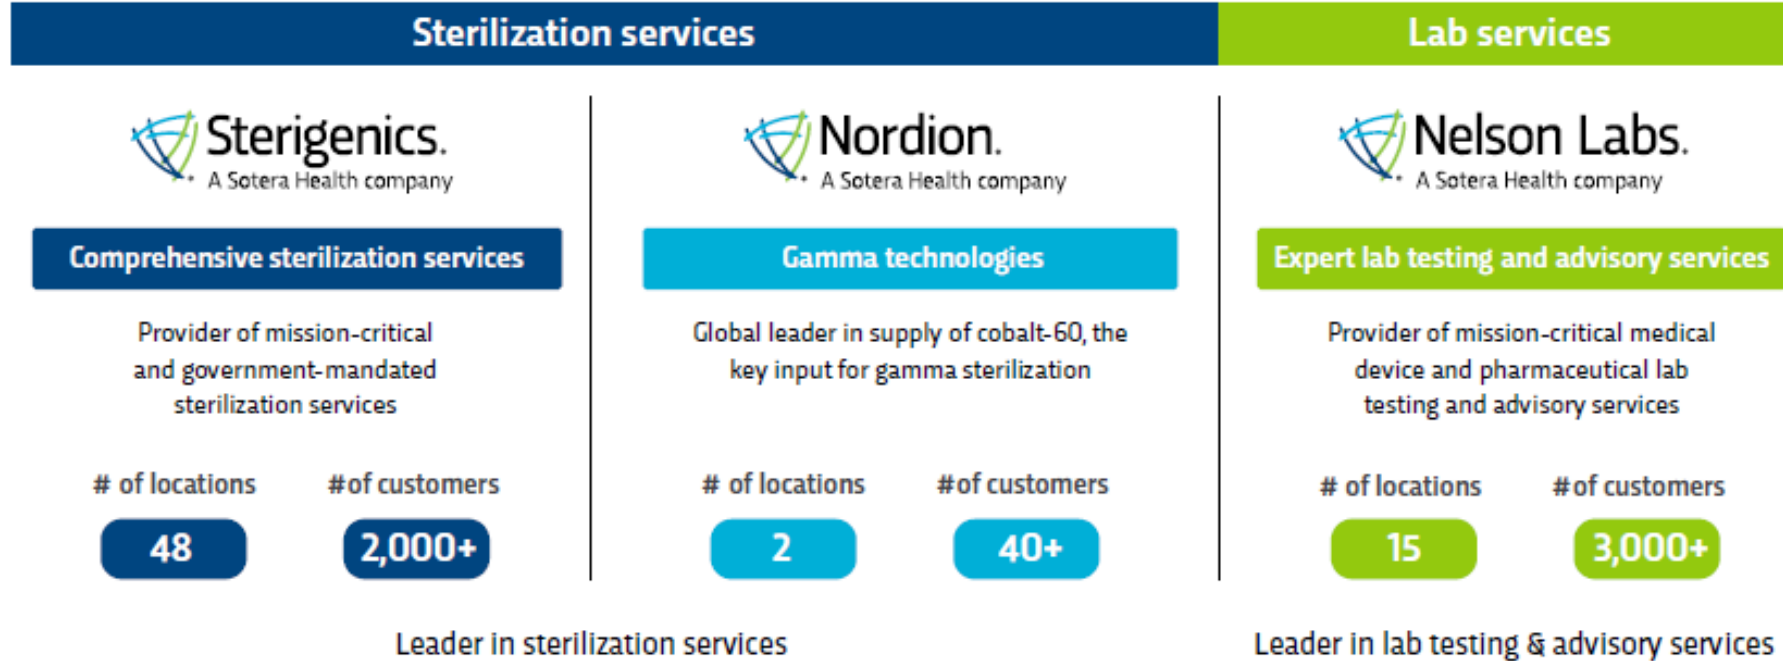 Sterilization services
Lab services
Sterigenics.
A Sotera Health company
Comprehensive sterilization services
Provider of mission-critical
and government-mandated
sterilization services
# of locations
#of customers
48
2,000+
Nordion.
A Sotera Health company
Gamma technologies
Global leader in supply of cobalt-60, the
key input for gamma sterilization
# of locations
#of customers
2
40+
Leader in sterilization services
Nelson Labs.
A Sotera Health company
Expert lab testing and advisory services
Provider of mission-critical medical
device and pharmaceutical lab
testing and advisory services
# of locations
#of customers
15
3,000+
Leader in lab testing & advisory services